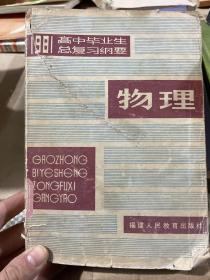 1981
高中毕业生
总复习纲要
物理
GAOZHONG
BIYESHENG
ZONGFUXI
GANGYAO
福建人民教育出版社